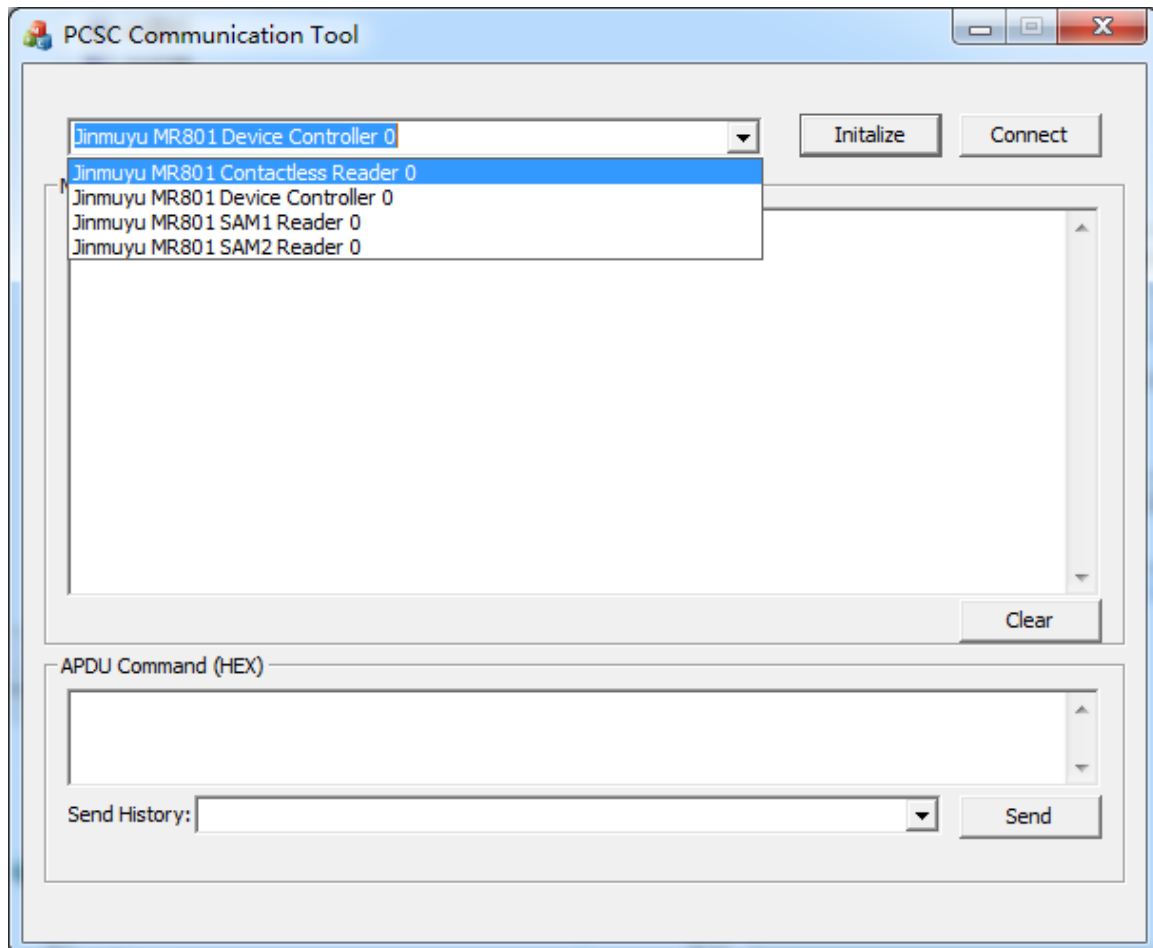 PCSC Communication Tool
Jinmuyu MR801 Device Controller 0
Initalize
Connect
Jinmuyu MR801 Contactless Reader 0
Jinmuyu MR801 Device Controller 0
Jinmuyu MR801 SAM1 Reader 0
Jinmuyu MR801 SAM2 Reader 0
Clear
APDU Command (HEX)
Send History:
Send